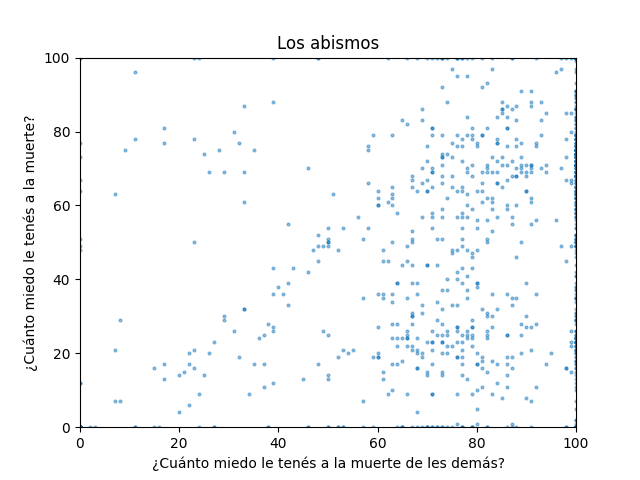 Los abismos
¿Cuánto miedo le tenés a la muerte?
100
80
60
40
20
0
0 20 40 60 80 100
¿Cuánto miedo le tenés a la muerte de les demás?